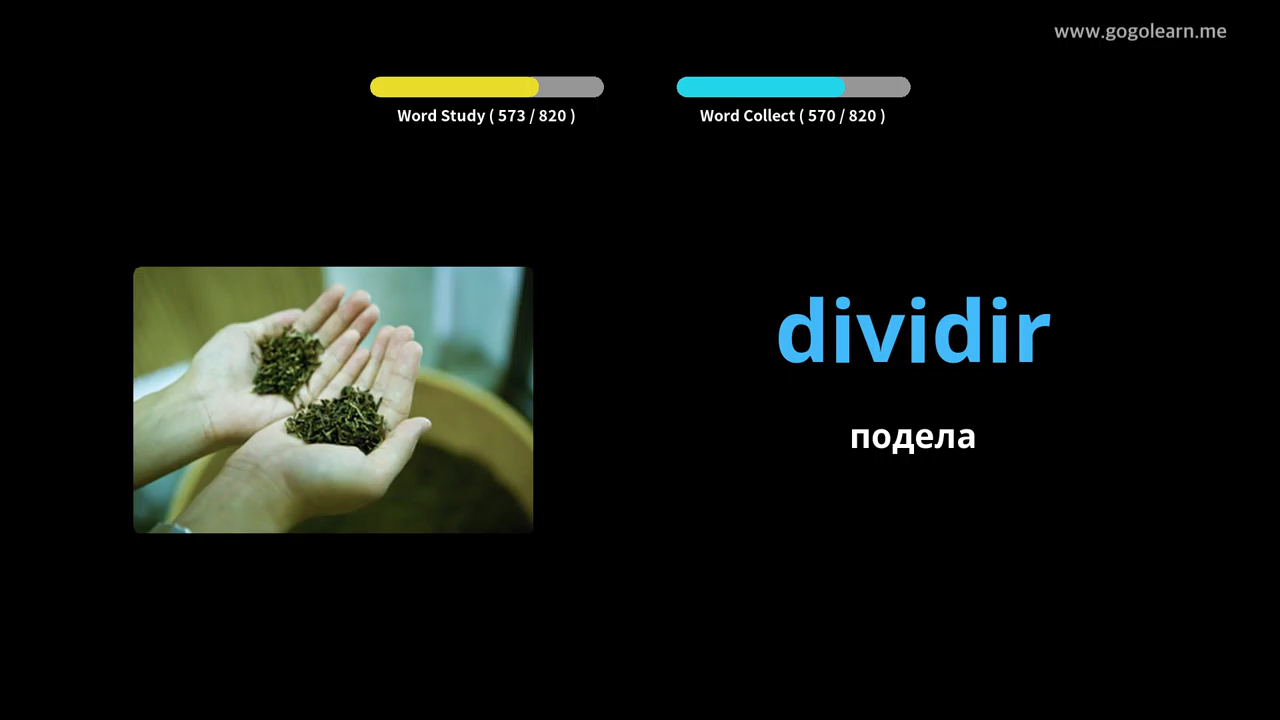 www.gogolearn.me
Word Study ( 573 / 820 )
Word Collect ( 570 / 820 )
dividir
подела